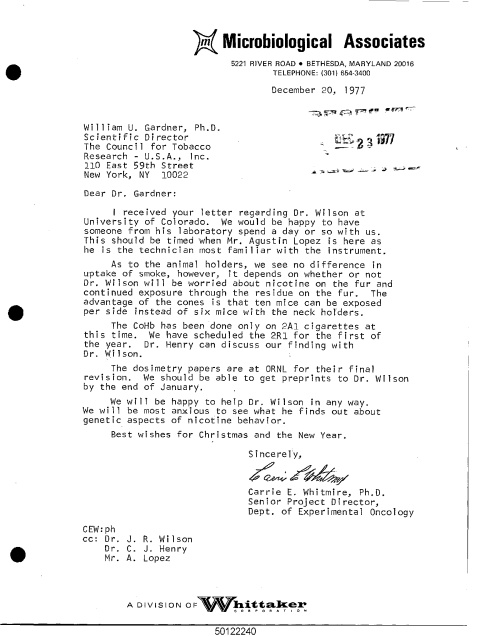 m Microbiological Associates
5221 RIVER ROAD • BETHESDA, MARYLAND 20016
TELEPHONE: (301) 654-3400
December 20, 1977
William U. Gardner, Ph.D.
Scientific Director
The Council for Tobacco
Research - U.S.A., Inc.
110 East 59th Street
New York, NY 10022
DEC 23 1977
Dear Dr. Gardner:
I received your letter regarding Dr. Wilson at
University of Colorado. We would be happy to have
someone from his laboratory spend a day or so with us.
This should be timed when Mr. Agustin Lopez is here as
he is the technician most familiar with the instrument.
As to the animal holders, we see no difference in
uptake of smoke, however, it depends on whether or not
Dr. Wilson will be worried about nicotine on the fur and
continued exposure through the residue on the fur. The
advantage of the cones is that ten mice can be exposed
per side instead of six mice with the neck holders.
The CoHb has been done only on 2A1 cigarettes at
this time. We have scheduled the 2R1 for the first of
the year. Dr. Henry can discuss our finding with
Dr. Wilson.
The dosimetry papers are at ORNL for their final
revision. We should be able to get preprints to Dr. Wilson
by the end of January.
We will be happy to help Dr. Wilson in any way.
We will be most anxious to see what he finds out about
genetic aspects of nicotine behavior.
Best wishes for Christmas and the New Year.
Sincerely,
Carrie E Whitmire
Carrie E. Whitmire, Ph.D.
Senior Project Director,
Dept. of Experimental Oncology
CEW:ph
cc: Dr. J. R. Wilson
Dr. C. J. Henry
Mr. A. Lopez
A DIVISION OF Whittaker
CORPORATION
50122240